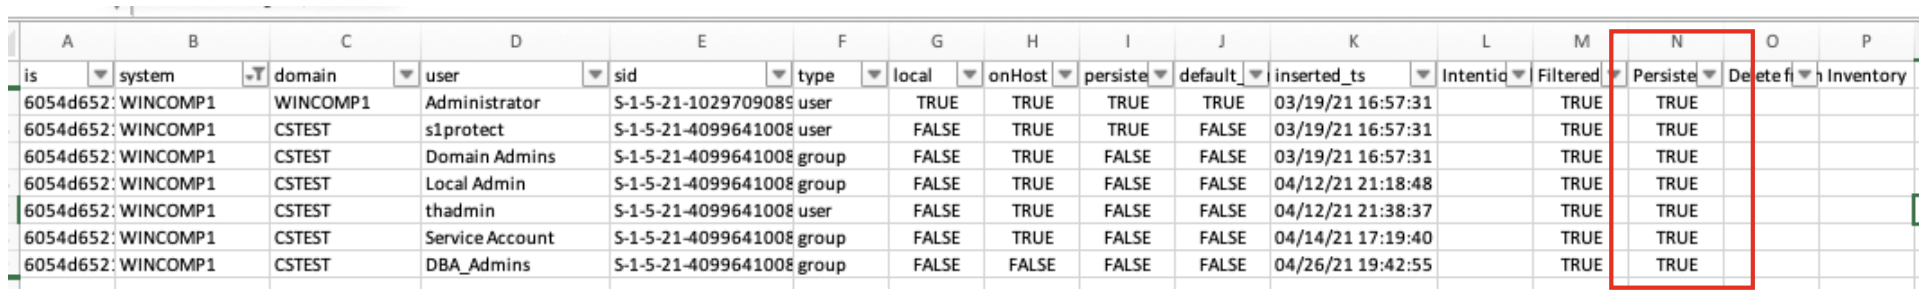 A B C D E F G H I J K L M N O P
is system domain user sid type local onHost persiste default_ inserted_ts Intentio Filtered Persiste Delete fi n Inventory
6054d652 WINCOMP1 WINCOMP1 Administrator S-1-5-21-1029709089 user TRUE TRUE TRUE TRUE 03/19/21 16:57:31 TRUE TRUE
6054d652 WINCOMP1 CSTEST s1protect S-1-5-21-4099641008 user FALSE TRUE TRUE FALSE 03/19/21 16:57:31 TRUE TRUE
6054d652 WINCOMP1 CSTEST Domain Admins S-1-5-21-4099641008 group FALSE TRUE FALSE FALSE 03/19/21 16:57:31 TRUE TRUE
6054d652 WINCOMP1 CSTEST Local Admin S-1-5-21-4099641008 group FALSE TRUE FALSE FALSE 04/12/21 21:18:48 TRUE TRUE
6054d652 WINCOMP1 CSTEST thadmin S-1-5-21-4099641008 user FALSE TRUE FALSE FALSE 04/12/21 21:38:37 TRUE TRUE
6054d652 WINCOMP1 CSTEST Service Account S-1-5-21-4099641008 group FALSE TRUE FALSE FALSE 04/14/21 17:19:40 TRUE TRUE
6054d652 WINCOMP1 CSTEST DBA_Admins S-1-5-21-4099641008 group FALSE FALSE FALSE FALSE 04/26/21 19:42:55 TRUE TRUE